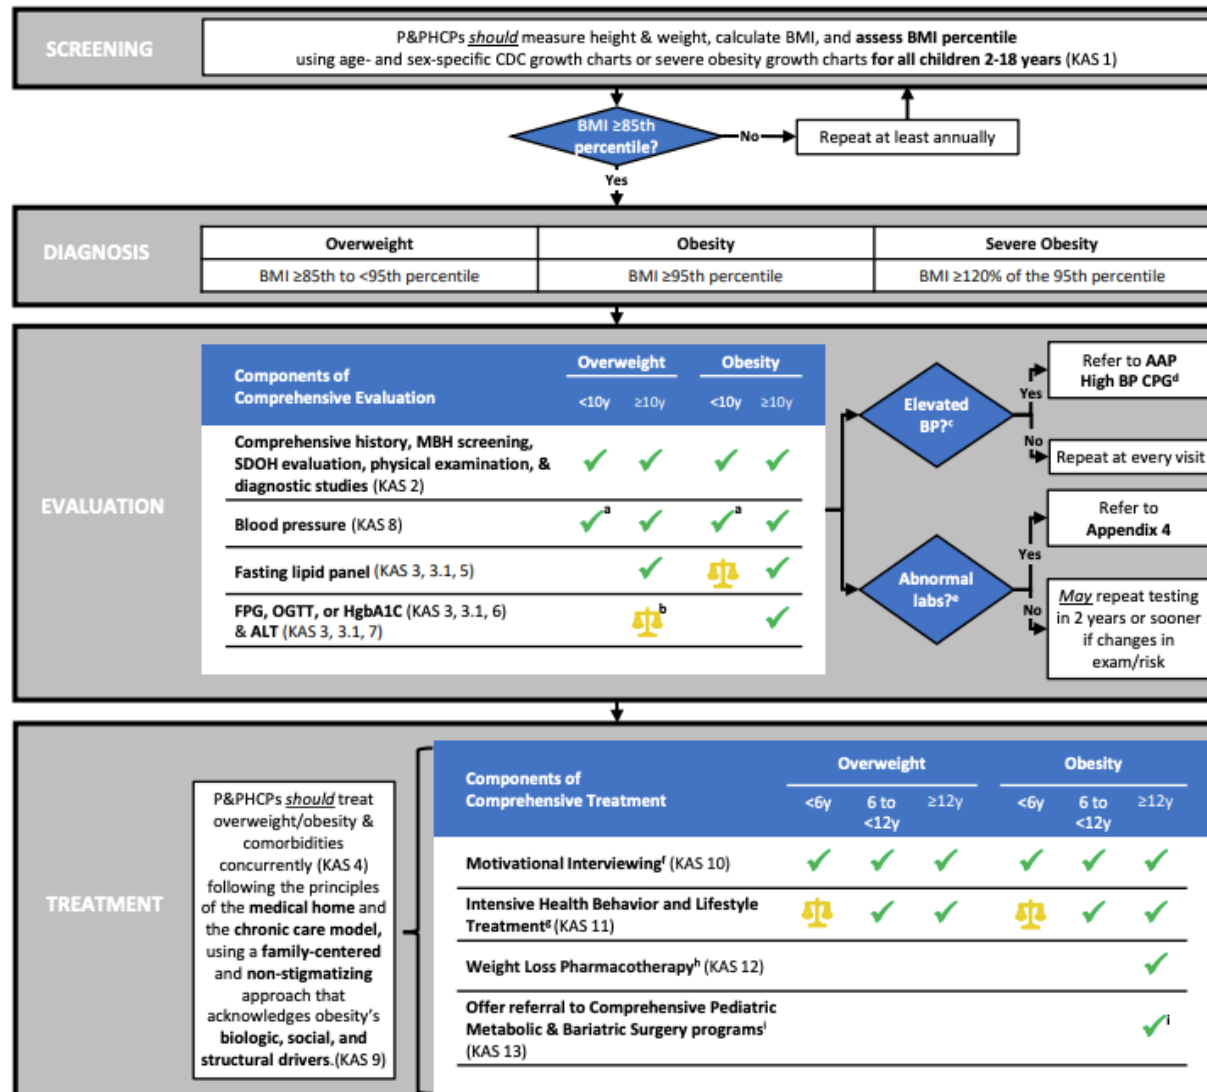 SCREENING
P&PHCPs should measure height & weight, calculate BMI, and assess BMI percentile
using age- and sex-specific CDC growth charts or severe obesity growth charts for all children 2-18 years (KAS 1)
BMI ≥85th
percentile?
No
Repeat at least annually
Yes
DIAGNOSIS
Overweight
Obesity
Severe Obesity
BMI ≥85th to <95th percentile
BMI ≥95th percentile
BMI ≥120% of the 95th percentile
EVALUATION
Components of
Comprehensive Evaluation
Overweight
Obesity
<10y
≥10y
<10y
≥10y
Comprehensive history, MBH screening,
SDOH evaluation, physical examination, &
diagnostic studies (KAS 2)
Blood pressure (KAS 8)
a
a
Fasting lipid panel (KAS 3, 3.1, 5)
FPG, OGTT, or HgbA1C (KAS 3, 3.1, 6)
& ALT (KAS 3, 3.1, 7)
b
Elevated
BP?c
Yes
Refer to AAP
High BP CPGd
No
Repeat at every visit
Abnormal
labs?e
Yes
Refer to
Appendix 4
No
May repeat testing
in 2 years or sooner
if changes in
exam/risk
TREATMENT
P&PHCPs should treat
overweight/obesity &
comorbidities
concurrently (KAS 4)
following the principles
of the medical home and
the chronic care model,
using a family-centered
and non-stigmatizing
approach that
acknowledges obesity's
biologic, social, and
structural drivers.(KAS 9)
Components of
Comprehensive Treatment
Overweight
Obesity
<6y
6 to
<12y
≥12y
<6y
6 to
<12y
≥12y
Motivational Interviewingf (KAS 10)
Intensive Health Behavior and Lifestyle
Treatmentg (KAS 11)
Weight Loss Pharmacotherapyh (KAS 12)
Offer referral to Comprehensive Pediatric
Metabolic & Bariatric Surgery programsi
(KAS 13)
i